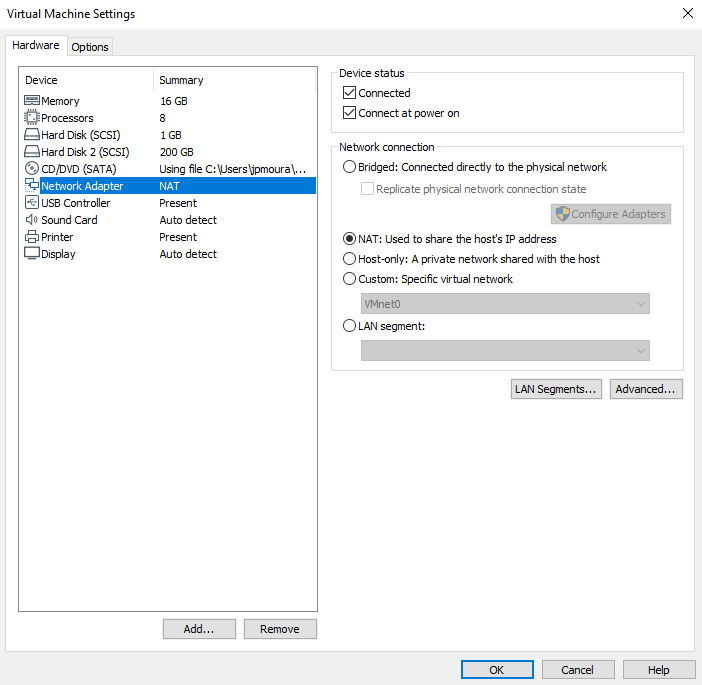 Virtual Machine Settings
Hardware
Options
Device Summary
Memory 16 GB
Processors 8
Hard Disk (SCSI) 1 GB
Hard Disk 2 (SCSI) 200 GB
CD/DVD (SATA) Using file C:\Users\jpmoura/...
Network Adapter NAT
USB Controller Present
Sound Card Auto detect
Printer Present
Display Auto detect
Add...
Remove
Device status
Connected
Connect at power on
Network connection
Bridged: Connected directly to the physical network
Replicate physical network connection state
Configure Adapters
NAT: Used to share the host's IP address
Host-only: A private network shared with the host
Custom: Specific virtual network
VMnet0
LAN segment:
LAN Segments...
Advanced...
OK
Cancel
Help